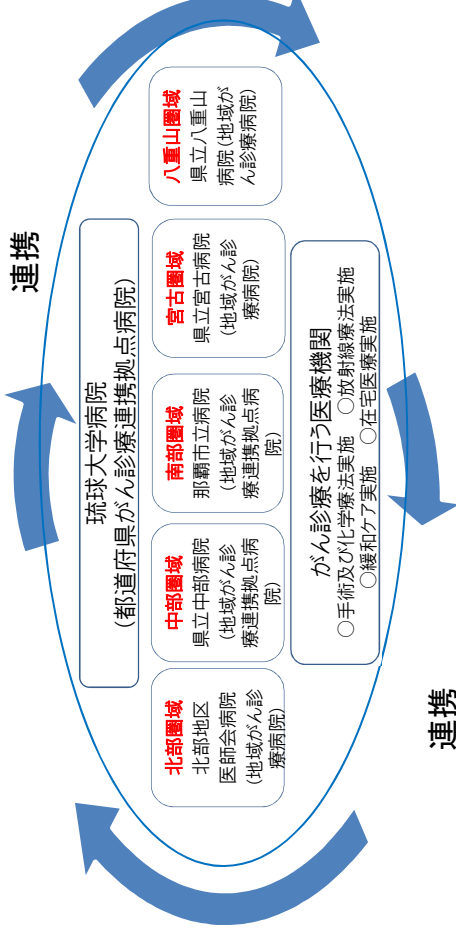 連携
琉球大学病院
(都道府県がん診療連携拠点病院)
北部圏域
北部地区
医師会病院
(地域がん診
療病院)
中部圏域
県立中部病院
(地域がん診
療連携拠点病
院)
南部圏域
那覇市立病院
(地域がん診
療連携拠点病
院)
宮古圏域
県立宮古病院
(地域がん診
療病院)
八重山圏域
県立八重山
病院(地域が
ん診療病院)
がん診療を行う医療機関
○手術及び化学療法実施 ○放射線療法実施
○緩和ケア実施 ○在宅医療実施
連携